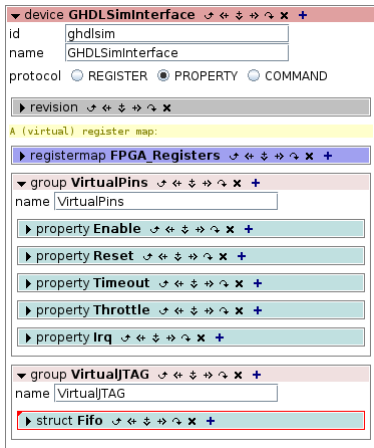 device GHDLSimInterface
id ghdlsim
name GHDLSimInterface
protocol REGISTER PROPERTY COMMAND
revision
A (virtual) register map:
registermap FPGA_Registers
group VirtualPins
name VirtualPins
property Enable
property Reset
property Timeout
property Throttle
property Irq
group VirtualJTAG
name VirtualJTAG
struct Fifo